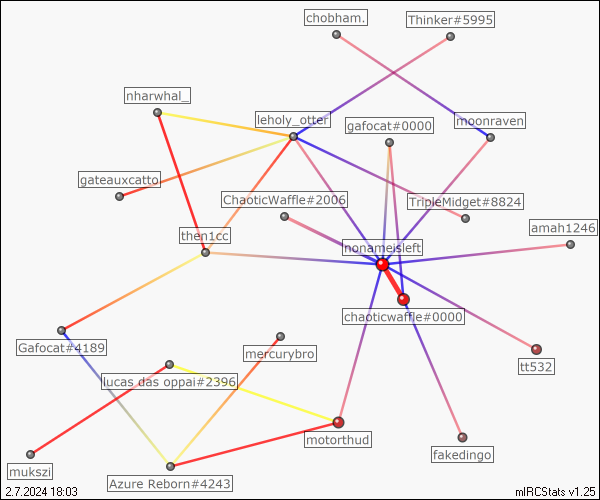 chobham.
Thinker#5995
nharwhal_
leholy_otter
gafocat#0000
moonraven
gateauxcatto
ChaoticWaffle#2006
TripleMidget#8824
amah1246
then1cc
nonameisleft
chaoticwaffle#0000
Gafocat#4189
mercurybro
tt532
lucas.das oppai#2396
motorthud
fakedingo
mukszi
Azure Reborn#4243
2.7.2024 18:03
mIRCStats v1.25